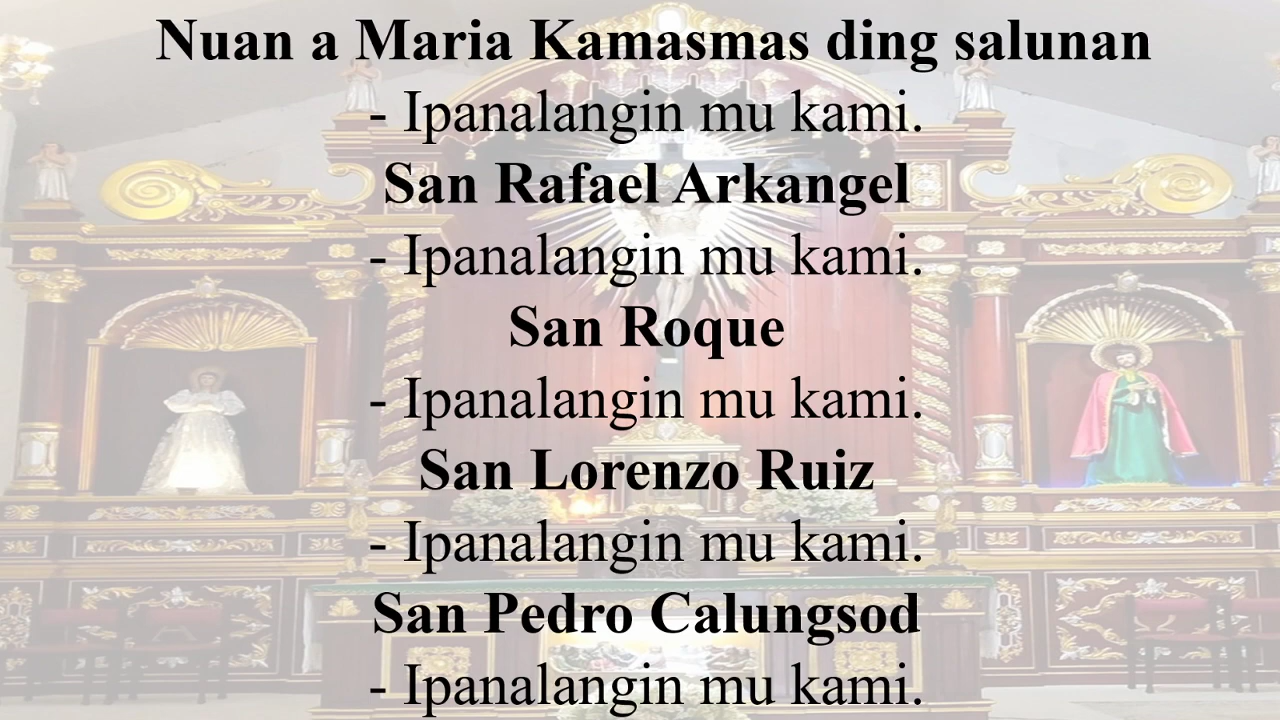 Nuan a Maria Kamasmas ding salunan
- Ipanalangin mu kami.
San Rafael Arkangel
- Ipanalangin mu kami.
San Roque
- Ipanalangin mu kami.
San Lorenzo Ruiz
- Ipanalangin mu kami.
San Pedro Calungsod
- Ipanalangin mu kami.